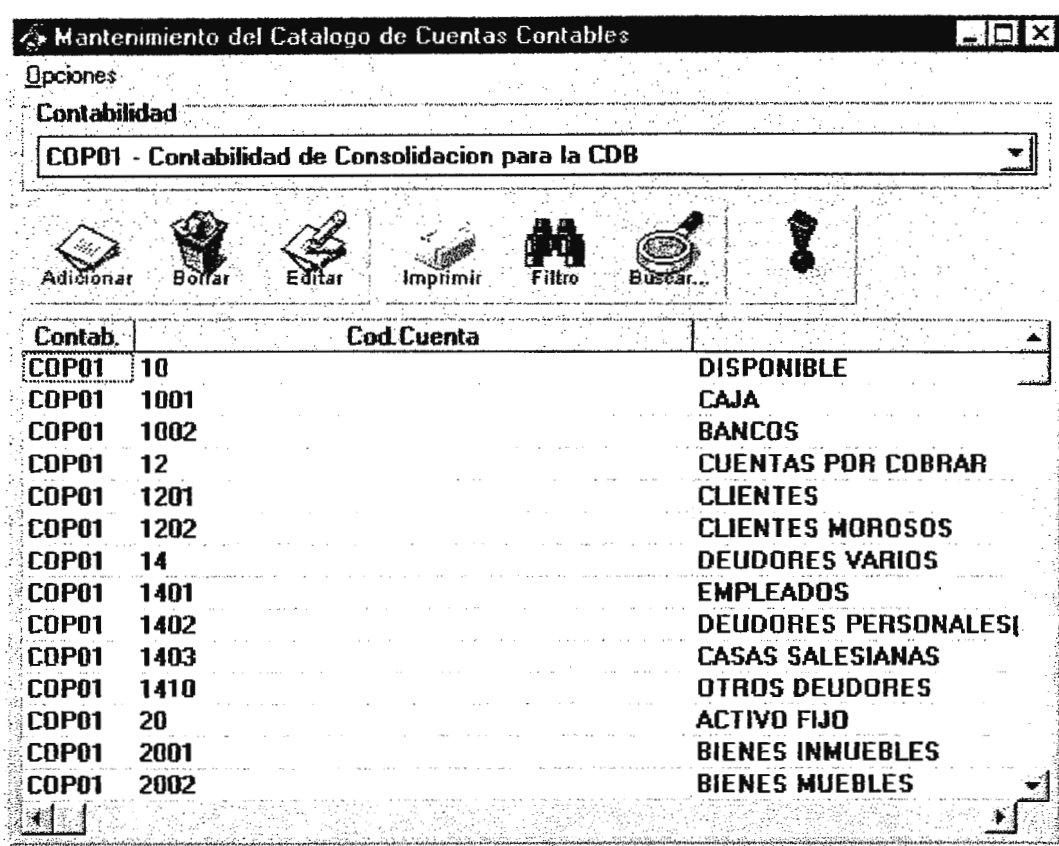 Mantenimiento del Catalogo de Cuentas Contables
Opciones
Contabilidad
COP01 - Contabilidad de Consolidacion para la CDB
Adicionar Borrar Editar Imprimir Filtro Buscar...
Contab. Cod.Cuenta
COP01 10 DISPONIBLE
COP01 1001 CAJA
COP01 1002 BANCOS
COP01 12 CUENTAS POR COBRAR
COP01 1201 CLIENTES
COP01 1202 CLIENTES MOROSOS
COP01 14 DEUDORES VARIOS
COP01 1401 EMPLEADOS
COP01 1402 DEUDORES PERSONALES(
COP01 1403 CASAS SALESIANAS
COP01 1410 OTROS DEUDORES
COP01 20 ACTIVO FIJO
COP01 2001 BIENES INMUEBLES
COP01 2002 BIENES MUEBLES